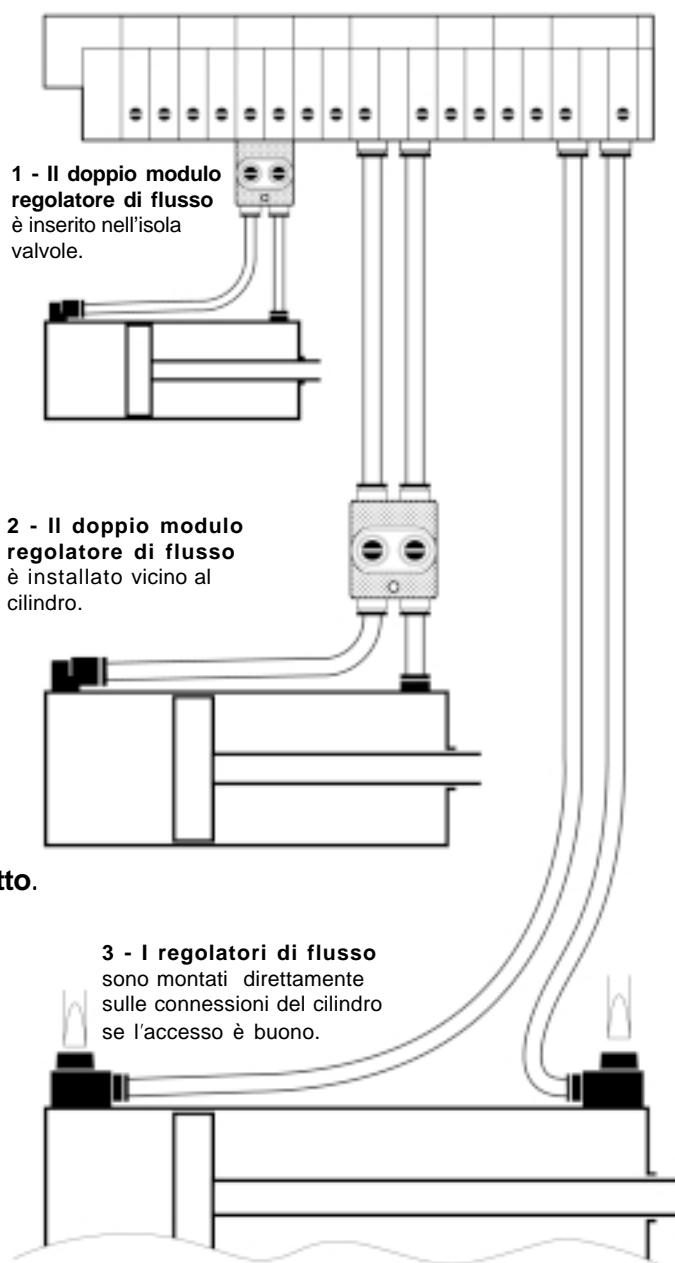 1 - Il doppio modulo
regolatore di flusso
è inserito nell'isola
valvole.
2 - Il doppio modulo
regolatore di flusso
è installato vicino al
cilindro.
tto.
3 - I regolatori di flusso
sono montati direttamente
sulle connessioni del cilindro
se l'accesso è buono.